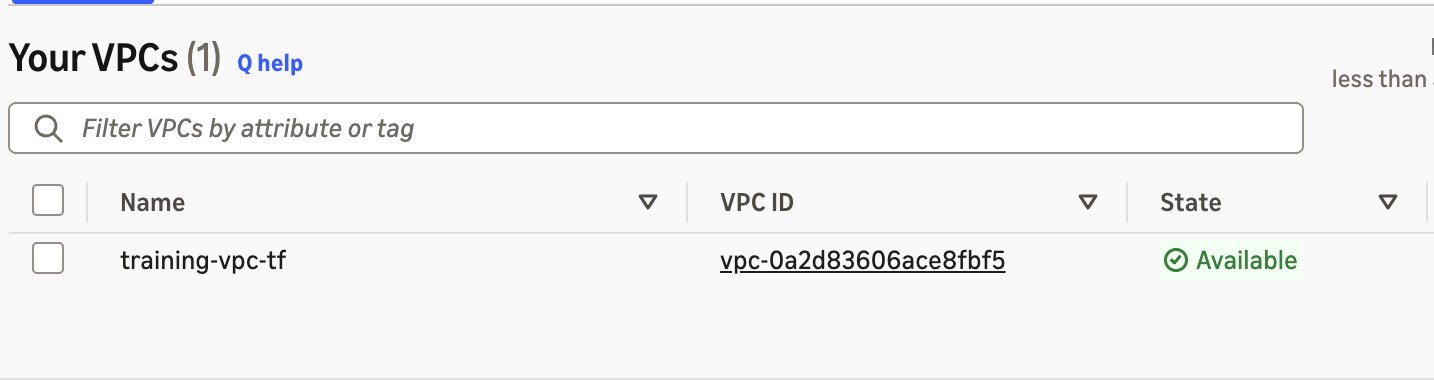 Your VPCs (1) Q help
less than
Filter VPCs by attribute or tag
Name VPC ID State
training-vpc-tf vpc-0a2d83606ace8fbf5 Available